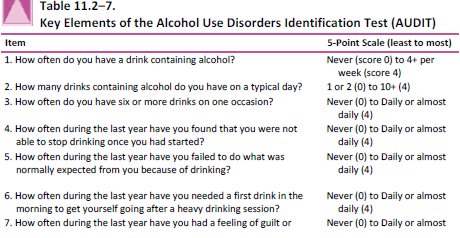 Table 11.2–7.
Key Elements of the Alcohol Use Disorders Identification Test (AUDIT)
Item 5-Point Scale (least to most)
1. How often do you have a drink containing alcohol? Never (score 0) to 4+ per
week (score 4)
2. How many drinks containing alcohol do you have on a typical day? 1 or 2 (0) to 10+ (4)
3. How often do you have six or more drinks on one occasion? Never (0) to Daily or almost
daily (4)
4. How often during the last year have you found that you were not Never (0) to Daily or almost
able to stop drinking once you had started? daily (4)
5. How often during the last year have you failed to do what was Never (0) to Daily or almost
normally expected from you because of drinking? daily (4)
6. How often during the last year have you needed a first drink in the Never (0) to Daily or almost
morning to get yourself going after a heavy drinking session? daily (4)
7. How often during the last year have you had a feeling of guilt or Never (0) to Daily or almost